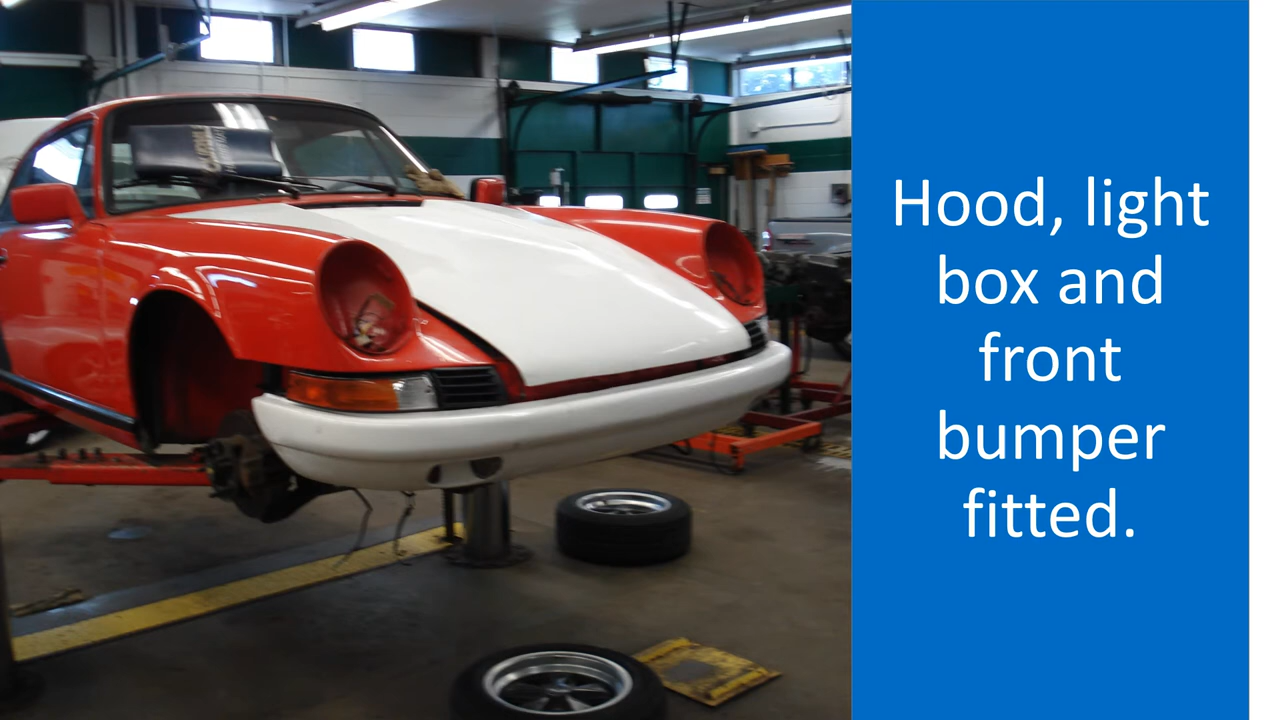 Hood, light
box and
front
bumper
fitted.